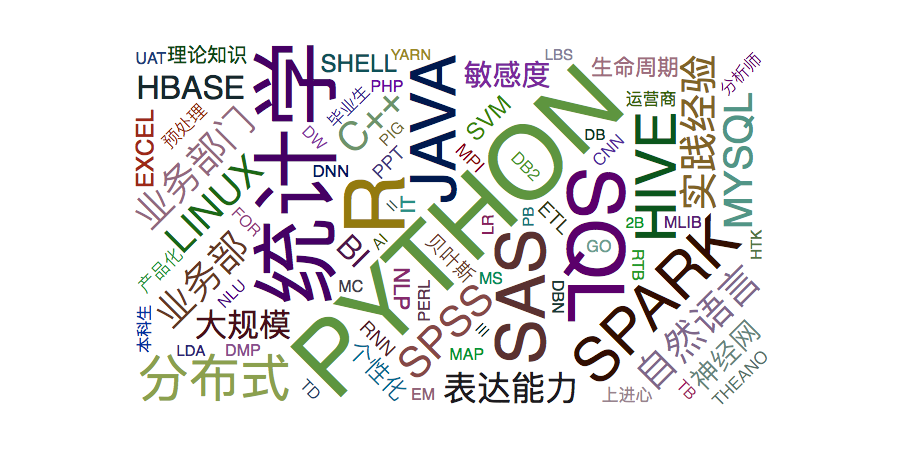 UAT
理论知识
SHELL
YARN
LBS
HBASE
PHP
敏感度
生命周期
分析师
EXCEL
预处理
毕业生
统计学
C++
JAVA
SVM
运营商
实践经验
业务部门
DW
PIG
DB
MYSQL
LINUX
DNN
PPT
MPI
DB2
CNN
HIVE
R
PYTHON
SQL
FOR
II
IT
LR
PB
ETL
2B
MLIB
产品化
业务部
BI
AI
贝叶斯
SAS
GO
SPARK
HTK
NLU
MC
NLP
PERL
MS
DBN
RTB
本科生
大规模
RNN
SPSS
III
自然语言
LDA
DMP
个性化
MAP
神经网
分布式
TD
EM
表达能力
上进心
TB
THEANO